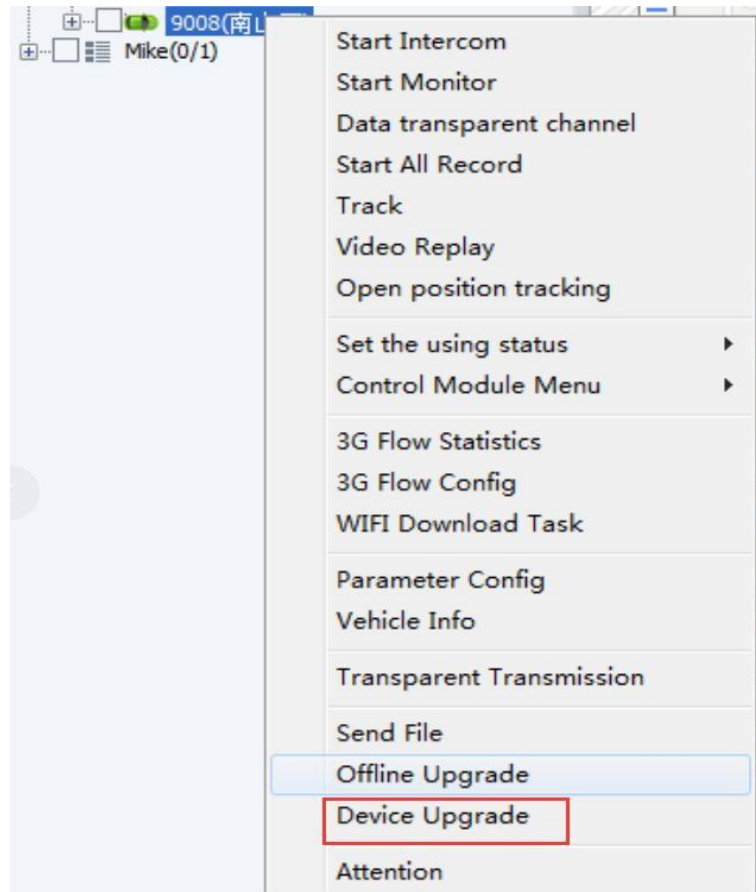 9008(南山
Mike(0/1)
Start Intercom
Start Monitor
Data transparent channel
Start All Record
Track
Video Replay
Open position tracking
Set the using status
Control Module Menu
3G Flow Statistics
3G Flow Config
WIFI Download Task
Parameter Config
Vehicle Info
Transparent Transmission
Send File
Offline Upgrade
Device Upgrade
Attention